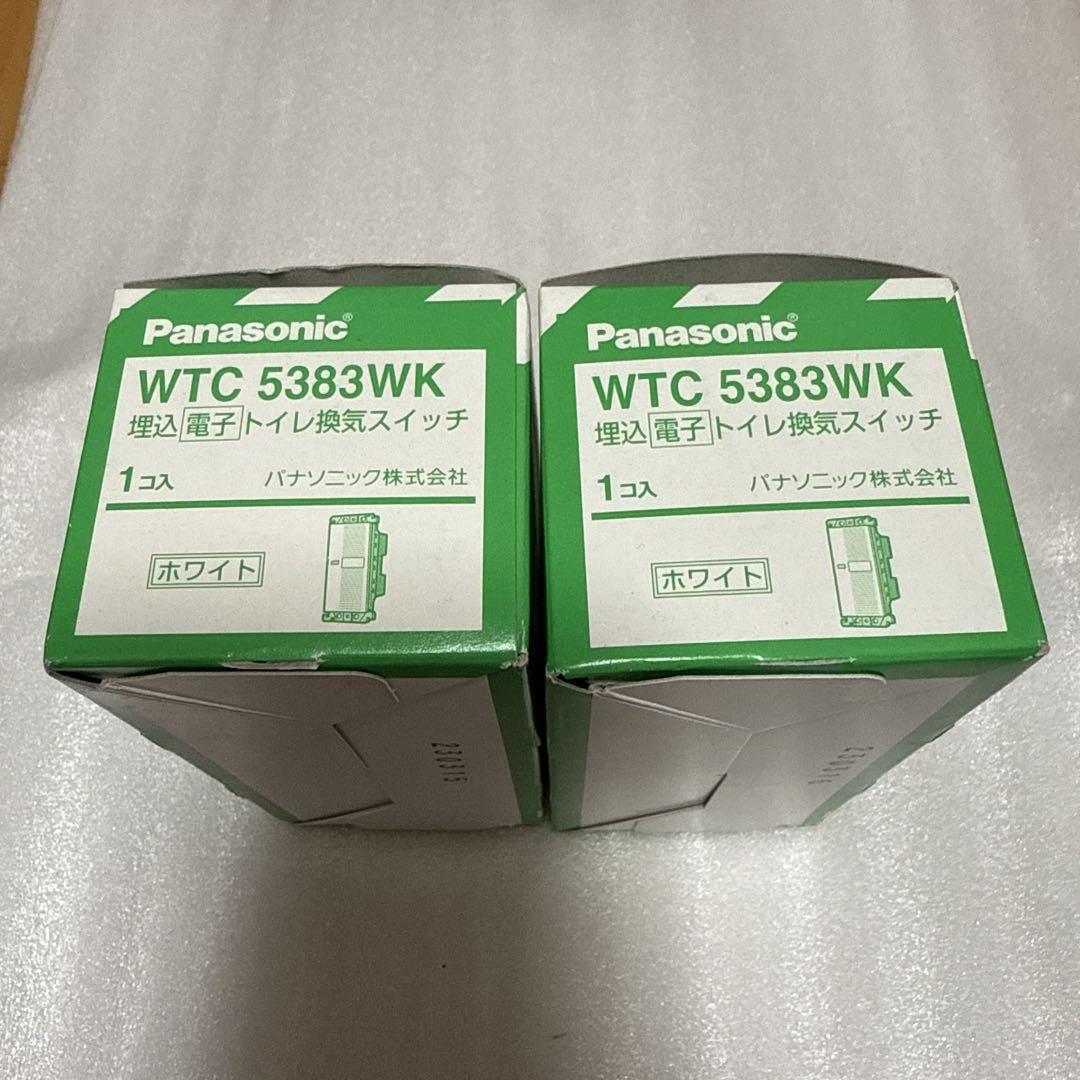 Panasonic®
WTC 5383WK
埋込 電子 トイレ換気スイッチ
1コ入 パナソニック株式会社
ホワイト
230315
Panasonic®
WTC 5383WK
埋込 電子 トイレ換気スイッチ
1コ入 パナソニック株式会社
ホワイト
230315